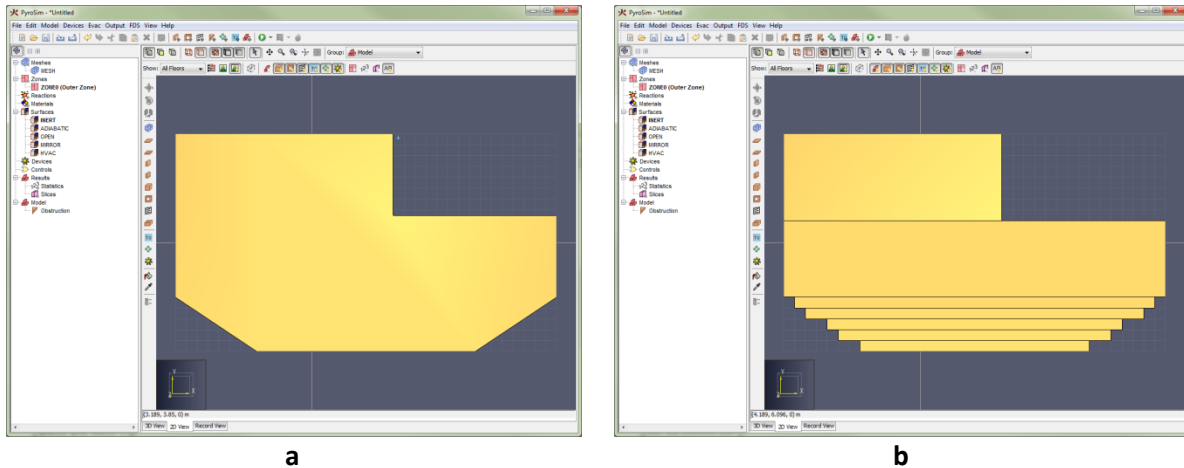 PyroSim - *Untitled
File Edit Model Devices Evac Output FDS View Help
Group: Model
Show: All Floors
Meshes
MESH
Zones
ZONE0 (Outer Zone)
Reactions
Materials
Surfaces
INERT
ADIABATIC
OPEN
MIRROR
HVAC
Devices
Controls
Results
Statistics
Slices
Model
Obstruction
Y
X
(3.189, 3.85, 0) m
3D View 2D View Record View
a
PyroSim - *Untitled
File Edit Model Devices Evac Output FDS View Help
Group: Model
Show: All Floors
Meshes
MESH
Zones
ZONE0 (Outer Zone)
Reactions
Materials
Surfaces
INERT
ADIABATIC
OPEN
MIRROR
HVAC
Devices
Controls
Results
Statistics
Slices
Model
Obstruction
Y
X
(4.189, 6.096, 0) m
3D View 2D View Record View
b